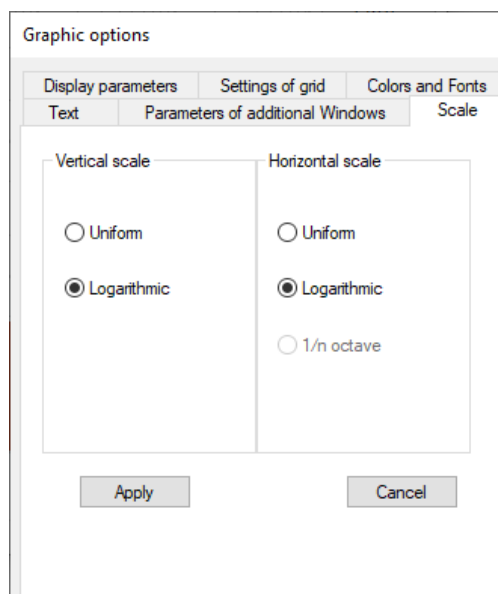 Graphic options
Display parameters Settings of grid Colors and Fonts
Text Parameters of additional Windows Scale
Vertical scale Horizontal scale
Uniform Uniform
Logarithmic Logarithmic
1/n octave
Apply Cancel